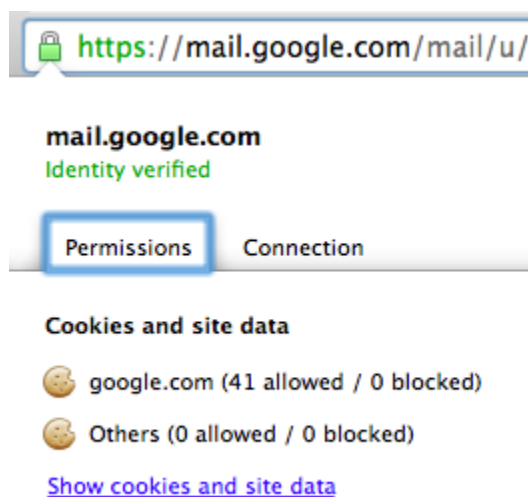 https://mail.google.com/mail/u/
mail.google.com
Identity verified
Permissions Connection
Cookies and site data
google.com (41 allowed / 0 blocked)
Others (0 allowed / 0 blocked)
Show cookies and site data